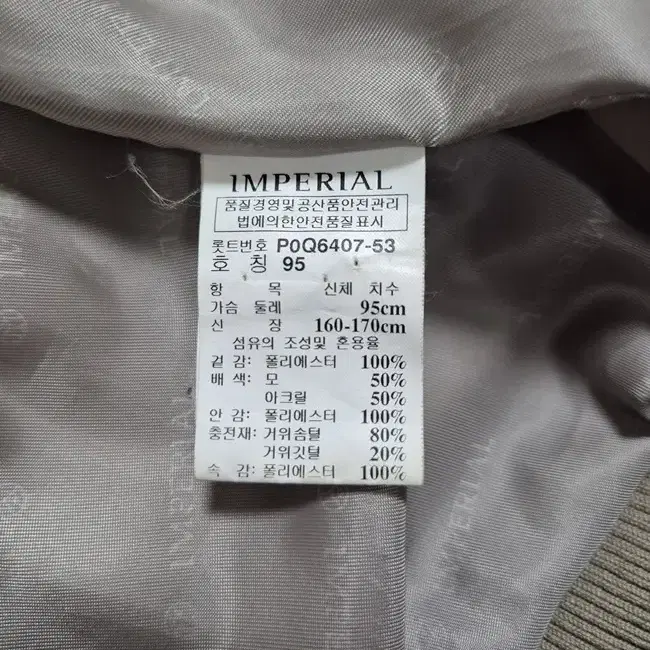 IMPERIAL
품질경영및공산품안전관리
법에의한안전품질표시
롯트번호 P0Q6407-53
호 칭 95
항 목 신체 치수
가슴 둘레 95cm
신 장 160-170cm
섬유의 조성및 혼용율
겉 감: 폴리에스터 100%
배 색: 모 50%
아크릴 50%
안 감: 폴리에스터 100%
충전재: 거위솜털 80%
거위깃털 20%
속 감: 폴리에스터 100%
IMPERIAL
IMPERIAL
IMPERIAL